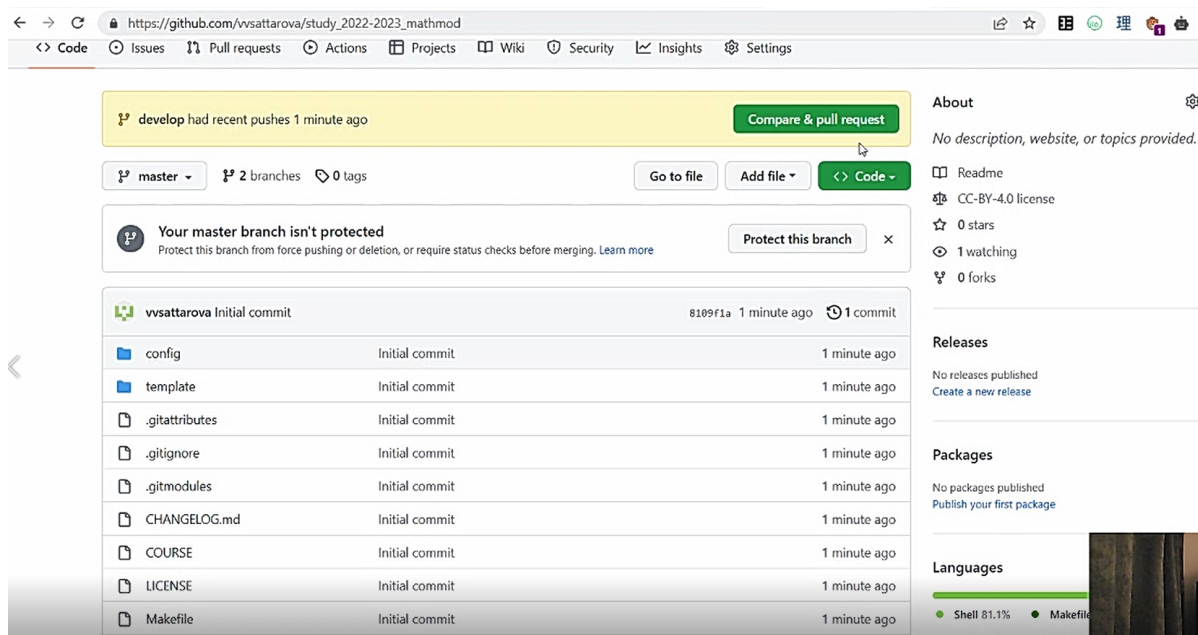 https://github.com/vvsattarova/study_2022-2023_mathmod
理
1
<> Code Issues Pull requests Actions Projects Wiki Security Insights Settings
develop had recent pushes 1 minute ago Compare & pull request
master 2 branches 0 tags Go to file Add file <> Code
Your master branch isn't protected
Protect this branch from force pushing or deletion, or require status checks before merging. Learn more
Protect this branch
vvsattarova Initial commit 8109f1a 1 minute ago 1 commit
config Initial commit 1 minute ago
template Initial commit 1 minute ago
.gitattributes Initial commit 1 minute ago
.gitignore Initial commit 1 minute ago
.gitmodules Initial commit 1 minute ago
CHANGELOG.md Initial commit 1 minute ago
COURSE Initial commit 1 minute ago
LICENSE Initial commit 1 minute ago
Makefile Initial commit 1 minute ago
About
No description, website, or topics provided.
Readme
CC-BY-4.0 license
0 stars
1 watching
0 forks
Releases
No releases published
Create a new release
Packages
No packages published
Publish your first package
Languages
Shell 81.1% Makefile